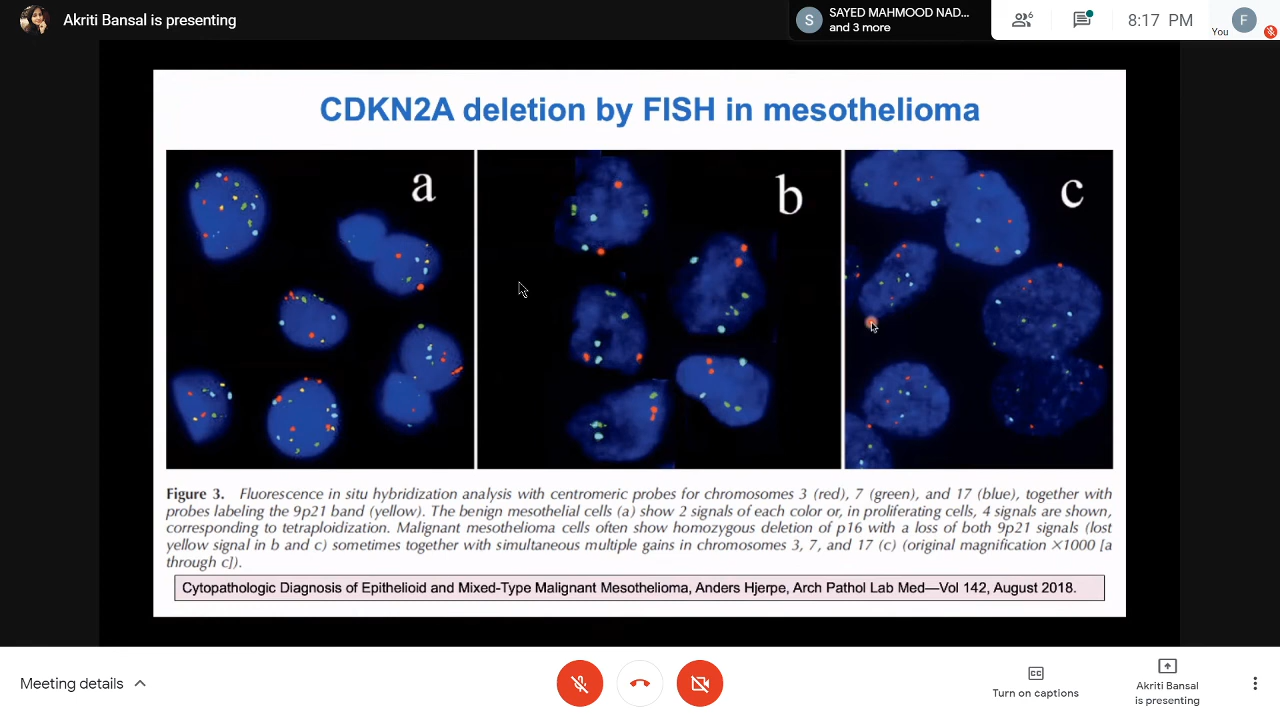 Akriti Bansal is presenting
S
SAYED MAHMOOD NAD...
and 3 more
6
8:17 PM
You
F
CDKN2A deletion by FISH in mesothelioma
a
b
c
Figure 3. Fluorescence in situ hybridization analysis with centromeric probes for chromosomes 3 (red), 7 (green), and 17 (blue), together with
probes labeling the 9p21 band (yellow). The benign mesothelial cells (a) show 2 signals of each color or, in proliferating cells, 4 signals are shown,
corresponding to tetraploidization. Malignant mesothelioma cells often show homozygous deletion of p16 with a loss of both 9p21 signals (lost
yellow signal in b and c) sometimes together with simultaneous multiple gains in chromosomes 3, 7, and 17 (c) (original magnification ×1000 [a
through c]).
Cytopathologic Diagnosis of Epithelioid and Mixed-Type Malignant Mesothelioma, Anders Hjerpe, Arch Pathol Lab Med—Vol 142, August 2018.
Meeting details
CC
Turn on captions
Akriti Bansal
is presenting